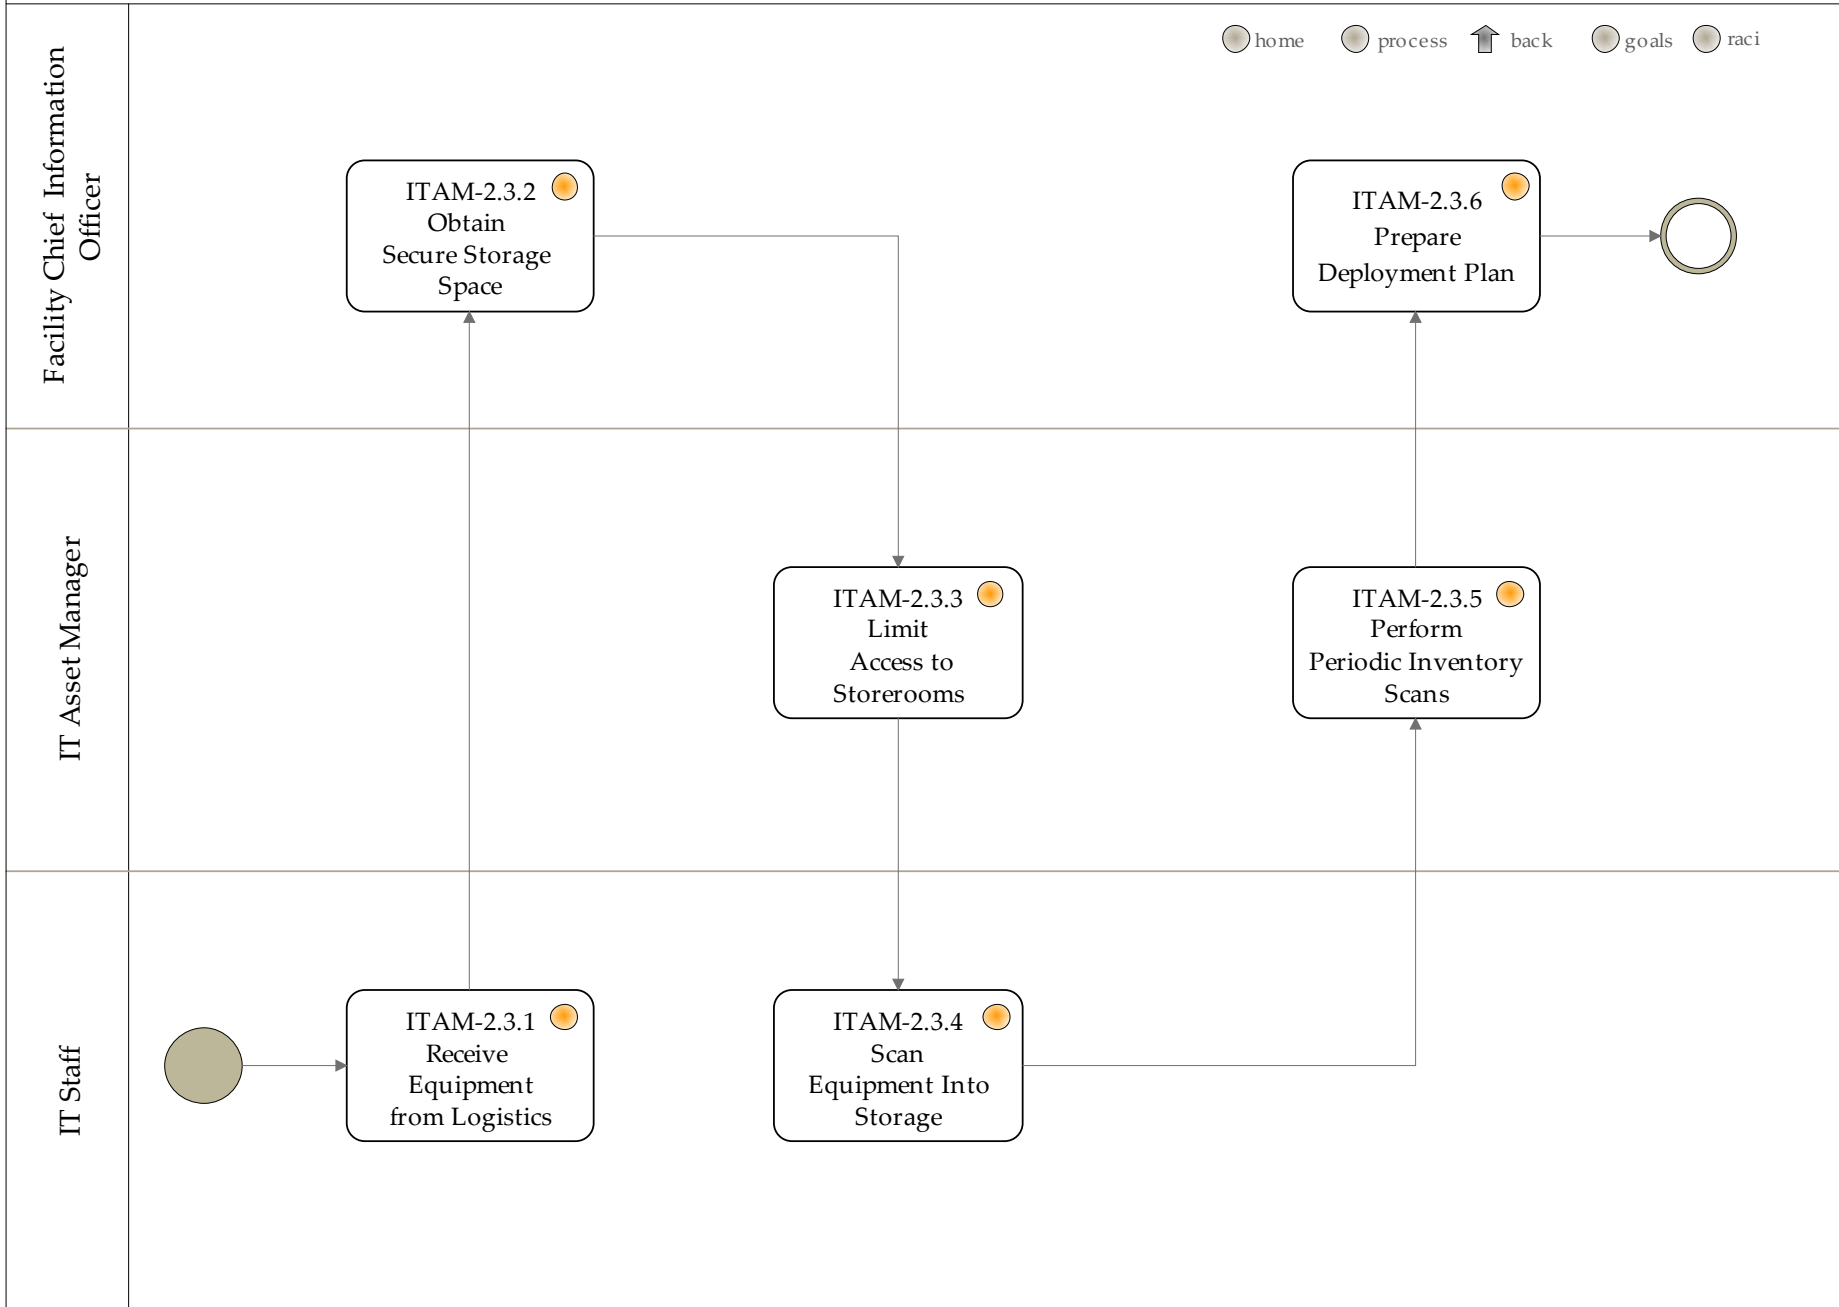 home
process
back
goals
raci
Facility Chief Information
Officer
ITAM-2.3.2
Obtain
Secure Storage
Space
ITAM-2.3.6
Prepare
Deployment Plan
IT Asset Manager
ITAM-2.3.3
Limit
Access to
Storerooms
ITAM-2.3.5
Perform
Periodic Inventory
Scans
IT Staff
ITAM-2.3.1
Receive
Equipment
from Logistics
ITAM-2.3.4
Scan
Equipment Into
Storage